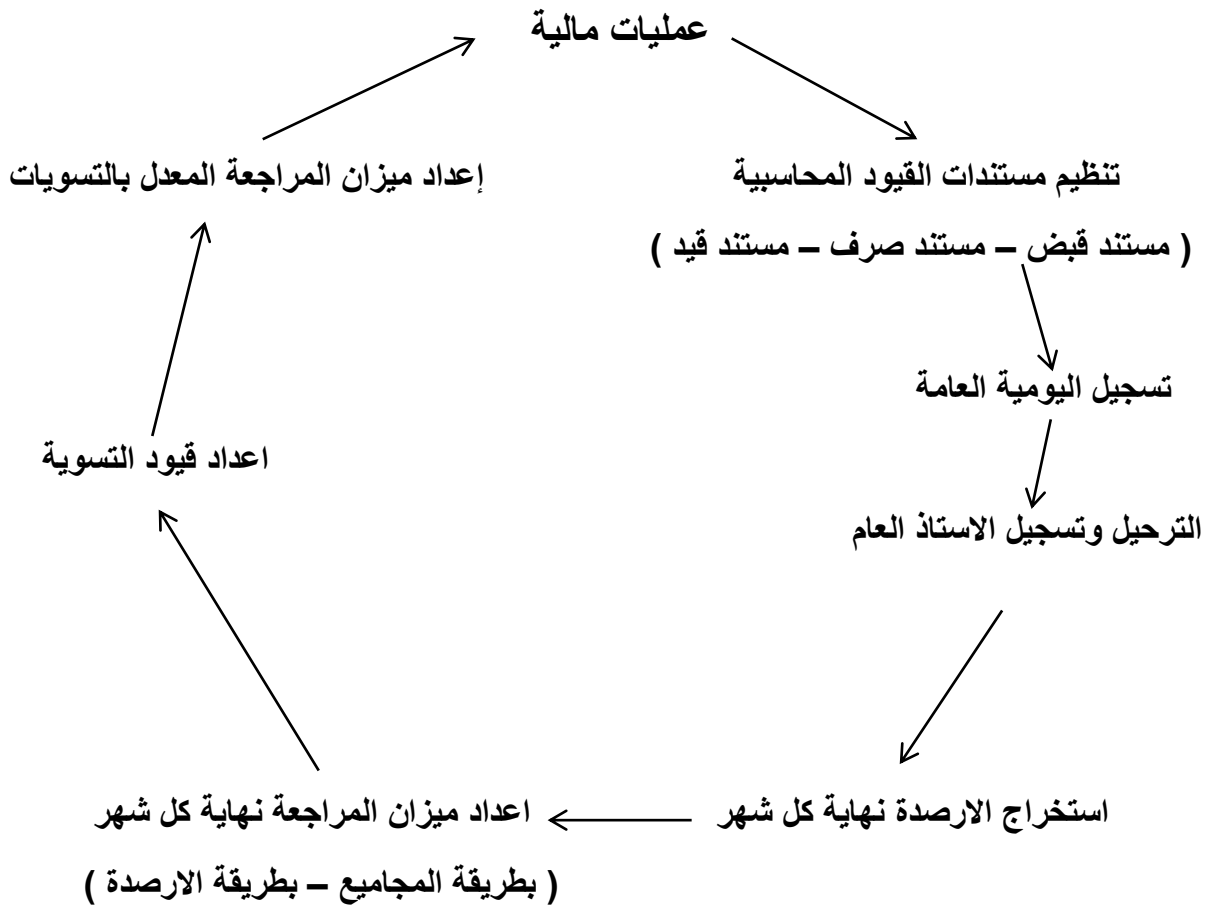 عمليات مالية
تنظيم مستندات القيود المحاسبية
( مستند قبض – مستند صرف – مستند قيد )
تسجيل اليومية العامة
الترحيل وتسجيل الاستاذ العام
استخراج الارصدة نهاية كل شهر
اعداد ميزان المراجعة نهاية كل شهر
( بطريقة المجاميع – بطريقة الارصدة )
اعداد قيود التسوية
إعداد ميزان المراجعة المعدل بالتسويات